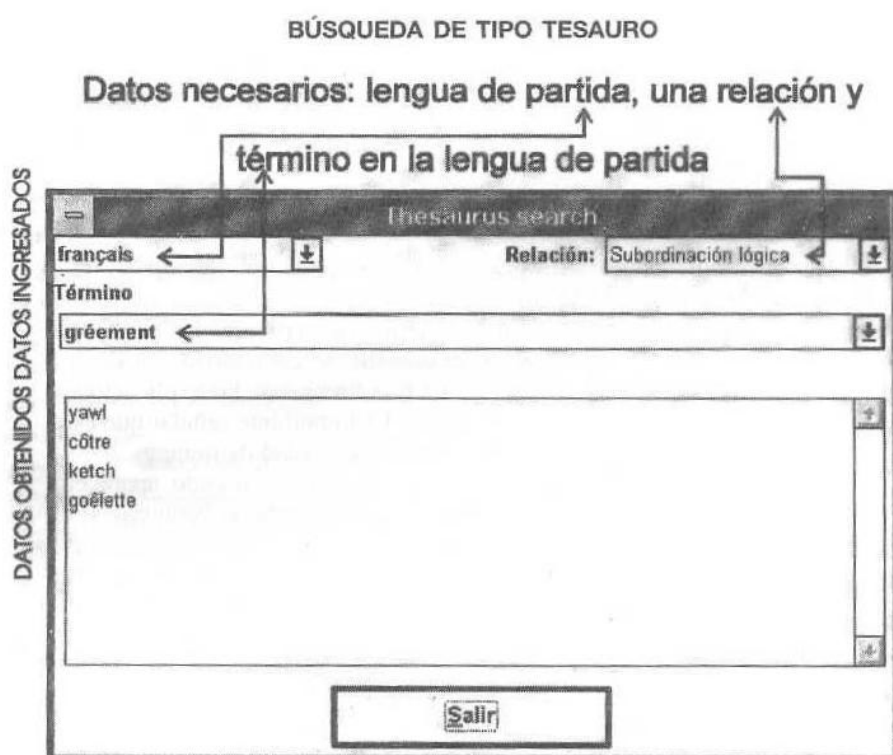 BÚSQUEDA DE TIPO TESAURO
Datos necesarios: lengua de partida, una relación y
término en la lengua de partida
DATOS OBTENIDOS DATOS INGRESADOS
Thesaurus search
français
Relación: Subordinación lógica
Término
gréement
yawl
côtre
ketch
goêlette
Salir